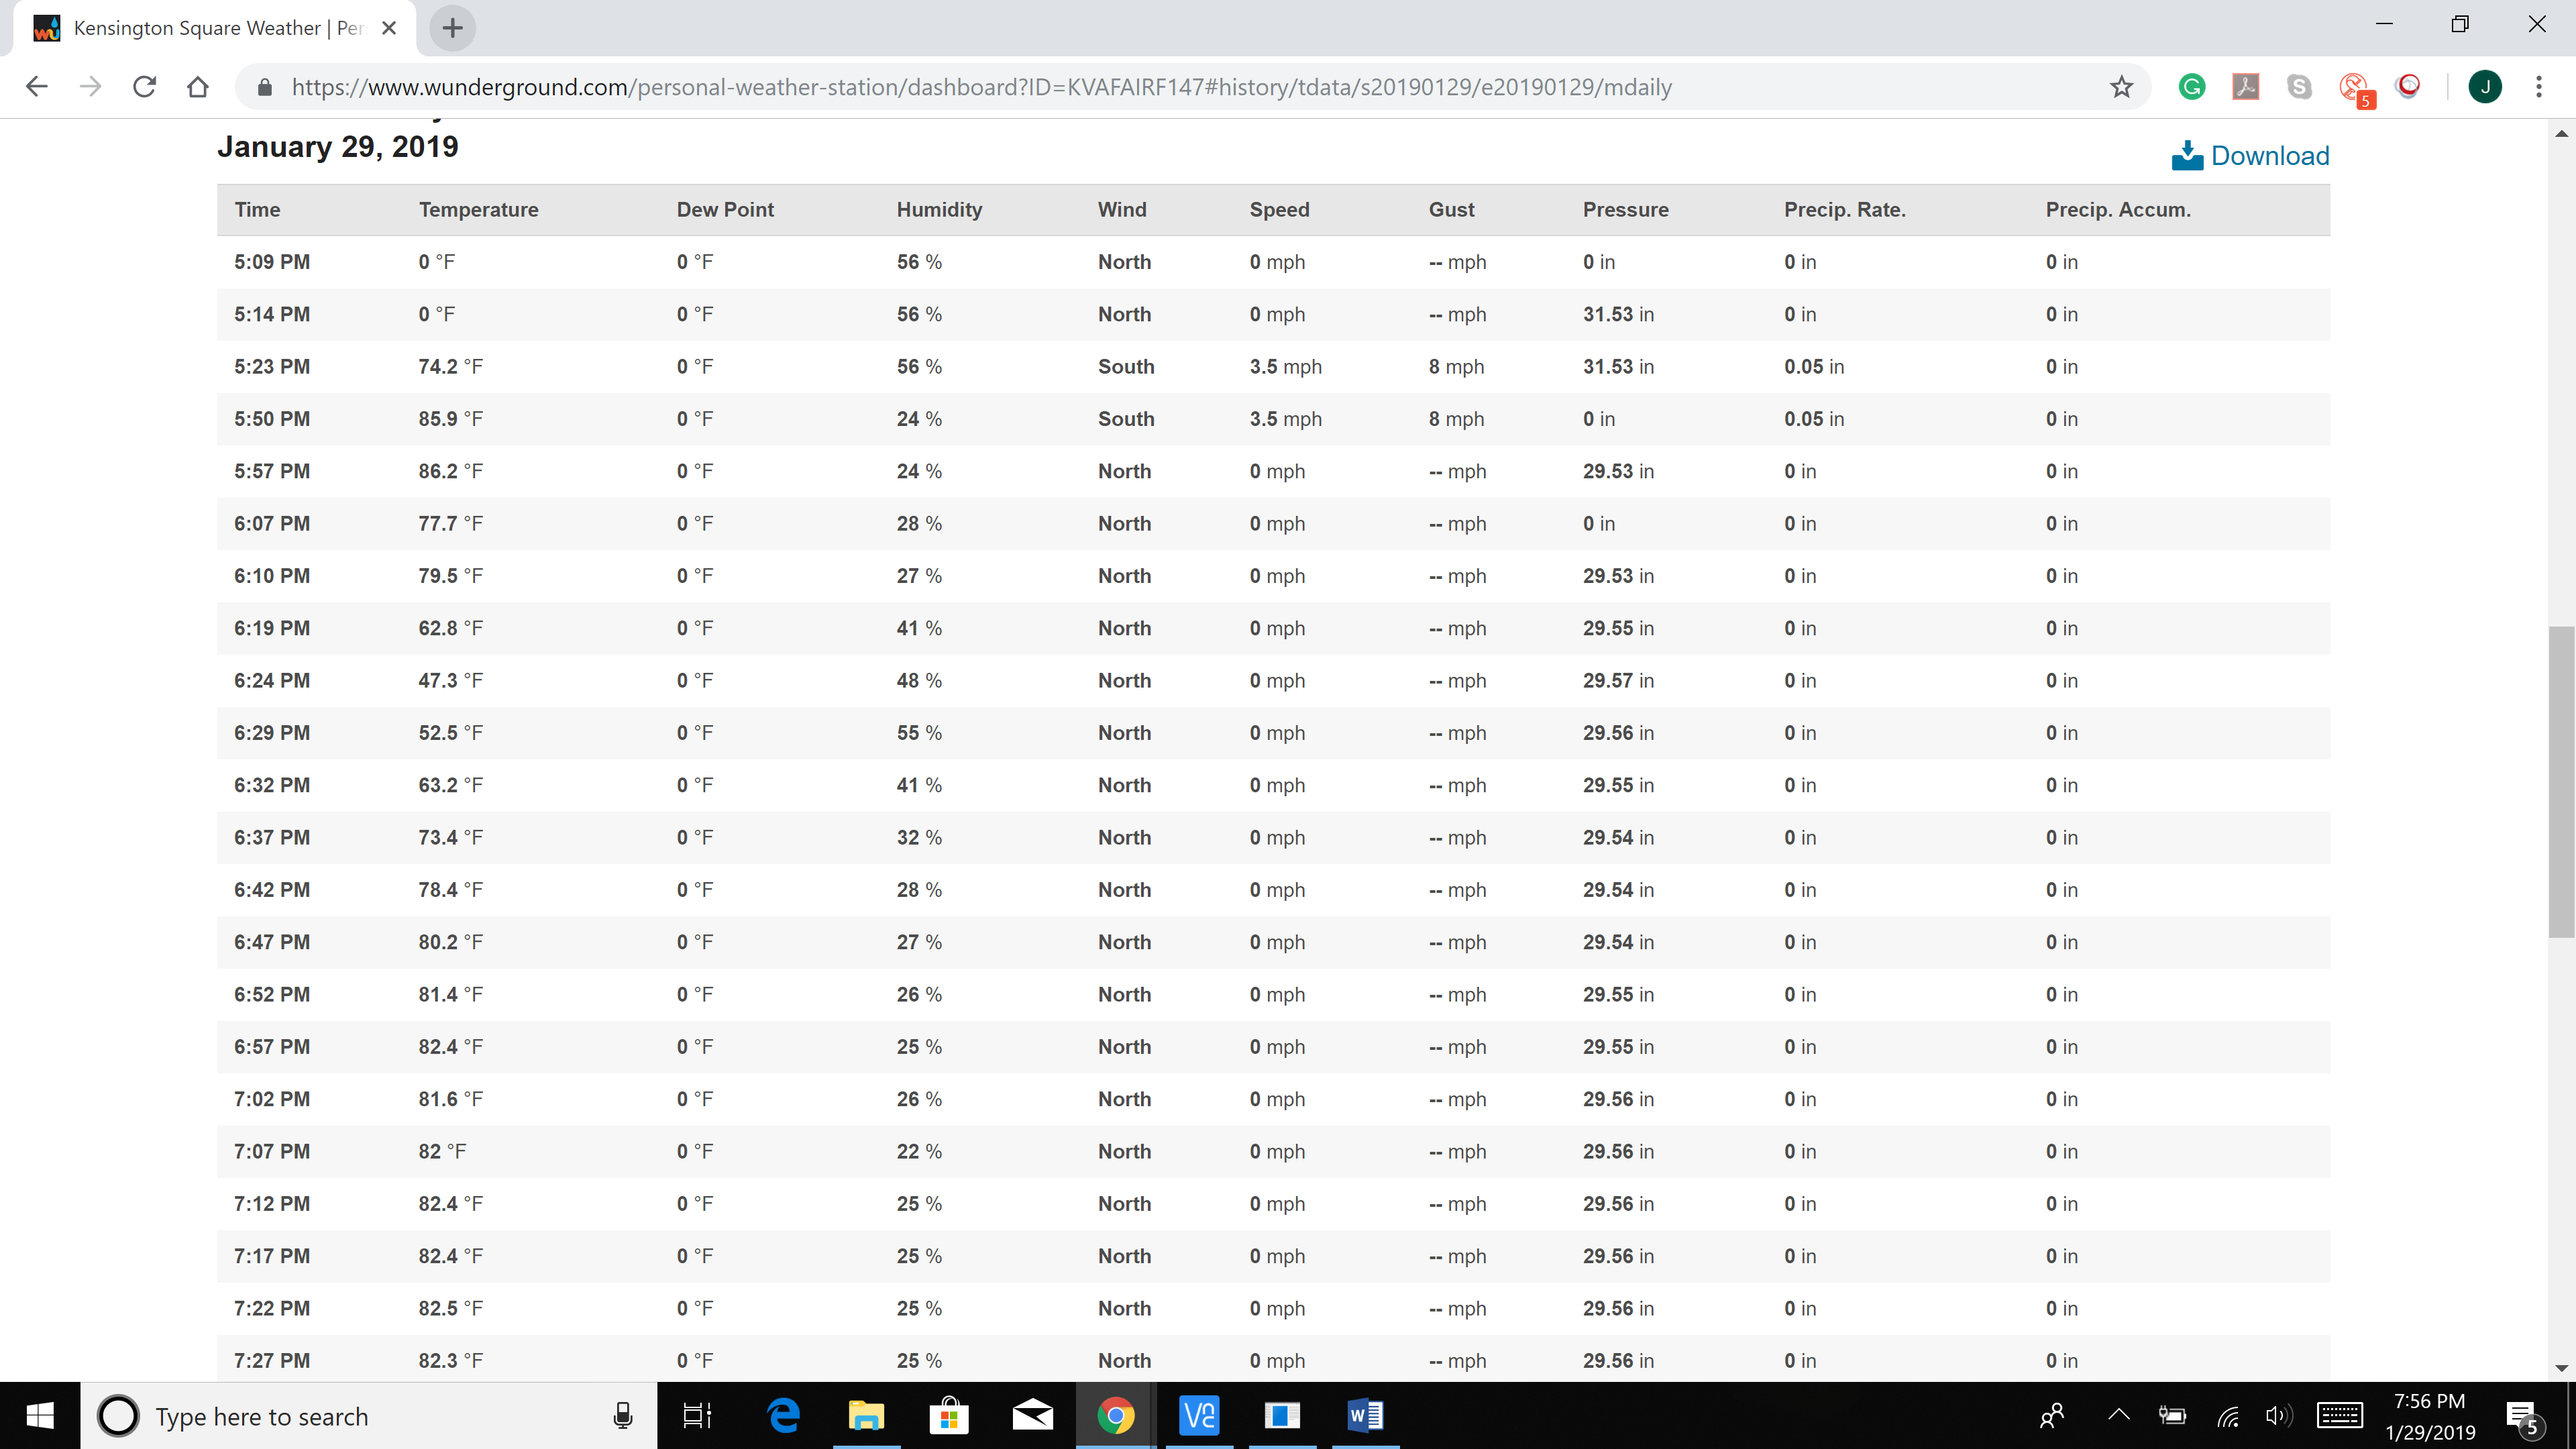 Kensington Square Weather | Per
https://www.wunderground.com/personal-weather-station/dashboard?ID=KVAFAIRF147#history/tdata/s20190129/e20190129/mdaily
5
J
January 29, 2019
Download
Time Temperature Dew Point Humidity Wind Speed Gust Pressure Precip. Rate. Precip. Accum.
5:09 PM 0 °F 0 °F 56 % North 0 mph -- mph 0 in 0 in 0 in
5:14 PM 0 °F 0 °F 56 % North 0 mph -- mph 31.53 in 0 in 0 in
5:23 PM 74.2 °F 0 °F 56 % South 3.5 mph 8 mph 31.53 in 0.05 in 0 in
5:50 PM 85.9 °F 0 °F 24 % South 3.5 mph 8 mph 0 in 0.05 in 0 in
5:57 PM 86.2 °F 0 °F 24 % North 0 mph -- mph 29.53 in 0 in 0 in
6:07 PM 77.7 °F 0 °F 28 % North 0 mph -- mph 0 in 0 in 0 in
6:10 PM 79.5 °F 0 °F 27 % North 0 mph -- mph 29.53 in 0 in 0 in
6:19 PM 62.8 °F 0 °F 41 % North 0 mph -- mph 29.55 in 0 in 0 in
6:24 PM 47.3 °F 0 °F 48 % North 0 mph -- mph 29.57 in 0 in 0 in
6:29 PM 52.5 °F 0 °F 55 % North 0 mph -- mph 29.56 in 0 in 0 in
6:32 PM 63.2 °F 0 °F 41 % North 0 mph -- mph 29.55 in 0 in 0 in
6:37 PM 73.4 °F 0 °F 32 % North 0 mph -- mph 29.54 in 0 in 0 in
6:42 PM 78.4 °F 0 °F 28 % North 0 mph -- mph 29.54 in 0 in 0 in
6:47 PM 80.2 °F 0 °F 27 % North 0 mph -- mph 29.54 in 0 in 0 in
6:52 PM 81.4 °F 0 °F 26 % North 0 mph -- mph 29.55 in 0 in 0 in
6:57 PM 82.4 °F 0 °F 25 % North 0 mph -- mph 29.55 in 0 in 0 in
7:02 PM 81.6 °F 0 °F 26 % North 0 mph -- mph 29.56 in 0 in 0 in
7:07 PM 82 °F 0 °F 22 % North 0 mph -- mph 29.56 in 0 in 0 in
7:12 PM 82.4 °F 0 °F 25 % North 0 mph -- mph 29.56 in 0 in 0 in
7:17 PM 82.4 °F 0 °F 25 % North 0 mph -- mph 29.56 in 0 in 0 in
7:22 PM 82.5 °F 0 °F 25 % North 0 mph -- mph 29.56 in 0 in 0 in
7:27 PM 82.3 °F 0 °F 25 % North 0 mph -- mph 29.56 in 0 in 0 in
Type here to search
7:56 PM
1/29/2019
5